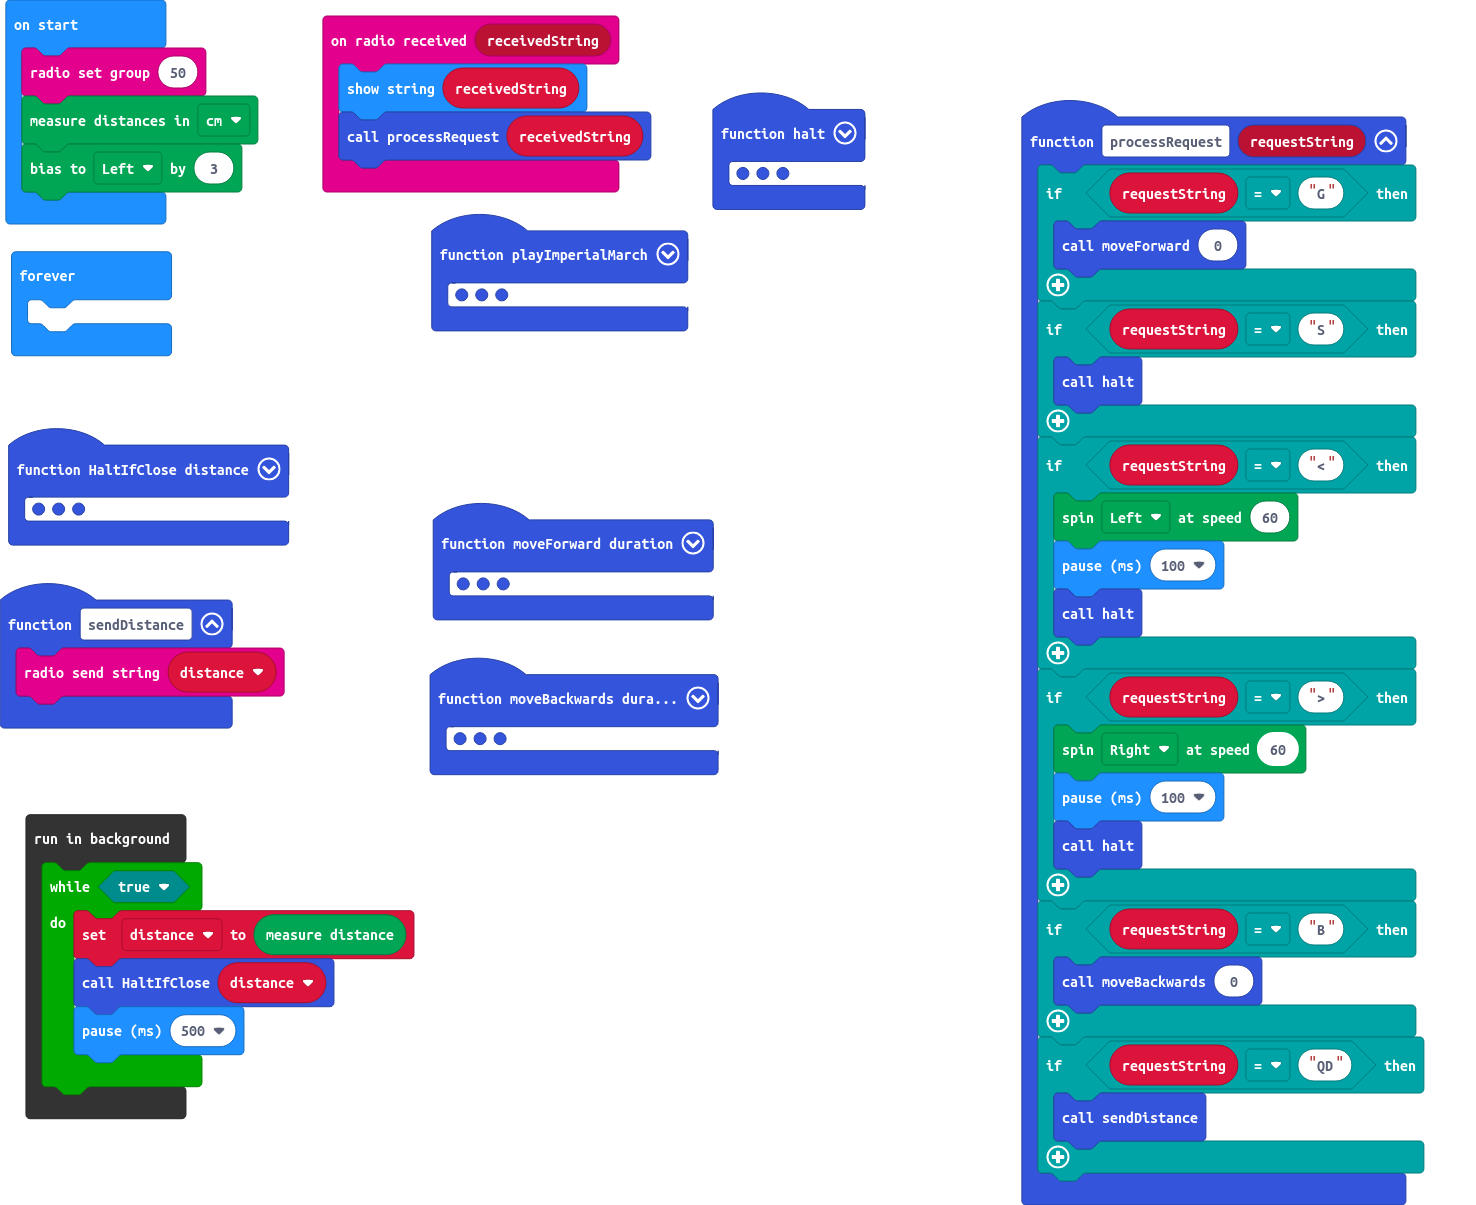 on start
radio set group 50
measure distances in cm
bias to Left by 3
forever
on radio received receivedString
show string receivedString
call processRequest receivedString
function halt
function playImperialMarch
function HaltIfClose distance
function sendDistance
radio send string distance
function moveForward duration
function moveBackwards dura...
run in background
while true
do
set distance to measure distance
call HaltIfClose distance
pause (ms) 500
function processRequest requestString
if requestString = "G" then
call moveForward 0
if requestString = "S" then
call halt
if requestString = "<" then
spin Left at speed 60
pause (ms) 100
call halt
if requestString = ">" then
spin Right at speed 60
pause (ms) 100
call halt
if requestString = "B" then
call moveBackwards 0
if requestString = "QD" then
call sendDistance